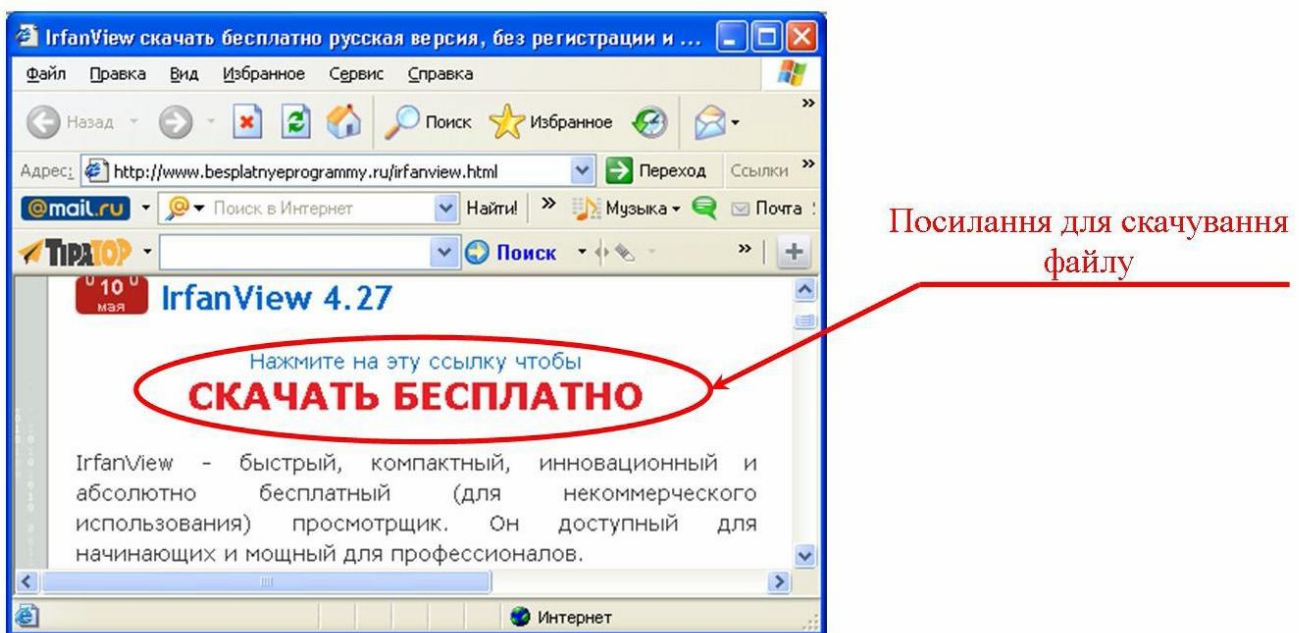 IrfanView скачать бесплатно русская версия, без регистрации и ...
Файл Правка Вид Избранное Сервис Справка
Назад Поиск Избранное »
Адрес: http://www.besplatnyeprogrammy.ru/irfanview.html Переход Ссылки »
@mail.ru Поиск в Интернет Найти! » Музыка Почта
ТIРАТОР Поиск » +
10
мая
IrfanView 4.27
Нажмите на эту ссылку чтобы
СКАЧАТЬ БЕСПЛАТНО
IrfanView - быстрый, компактный, инновационный и
абсолютно бесплатный (для некоммерческого
использования) просмотрщик. Он доступный для
начинающих и мощный для профессионалов.
Интернет
Посилання для скачування
файлу